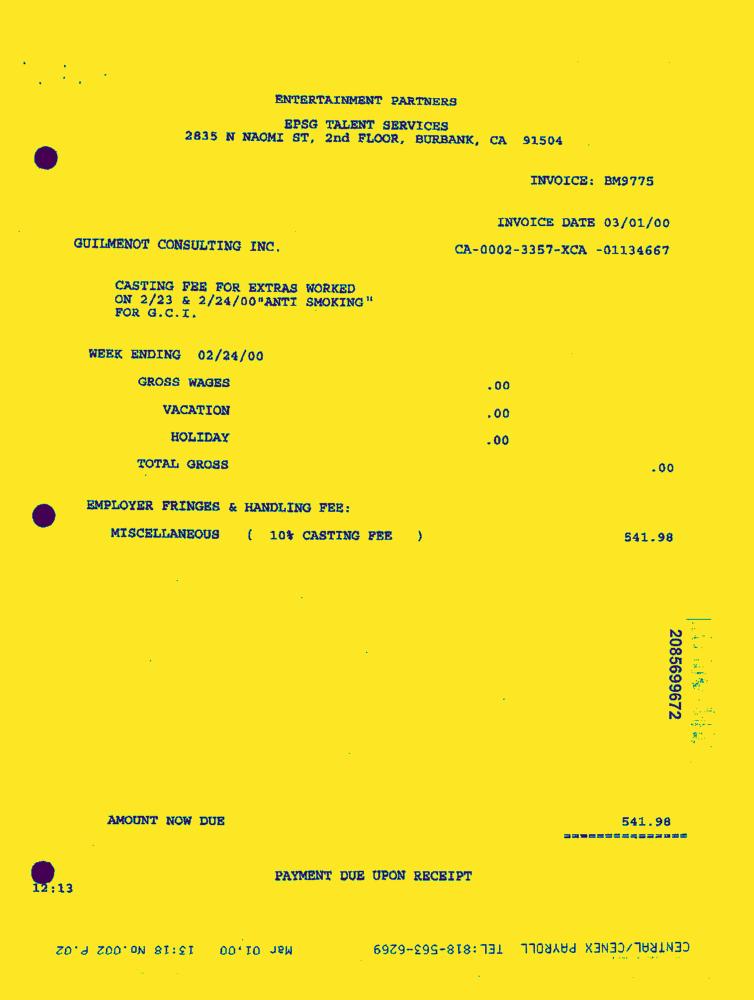 ENTERTAINMENT PARTNERS
EPSG TALENT SERVICES
2835 N NAOMI ST, 2nd FLOOR, BURBANK, CA 91504
INVOICE: BM9775
INVOICE DATE 03/01/00
GUILMENOT CONSULTING INC.
CA-0002-3357-XCA -01134667
CASTING FEE FOR EXTRAS WORKED
ON 2/23 & 2/24/00"ANTI SMOKING"
FOR G.C.I.
WEEK ENDING 02/24/00
GROSS WAGES .00
VACATION .00
HOLIDAY .00
TOTAL GROSS .00
EMPLOYER FRINGES & HANDLING FEE:
MISCELLANEOUS ( 10% CASTING FEE ) 541.98
2085699672
AMOUNT NOW DUE 541.98
==============
PAYMENT DUE UPON RECEIPT
12:13
CENTRAL/CENEX PAYROLL TEL:818-563-6269 Mar 01,00 13:18 No.002 P.02